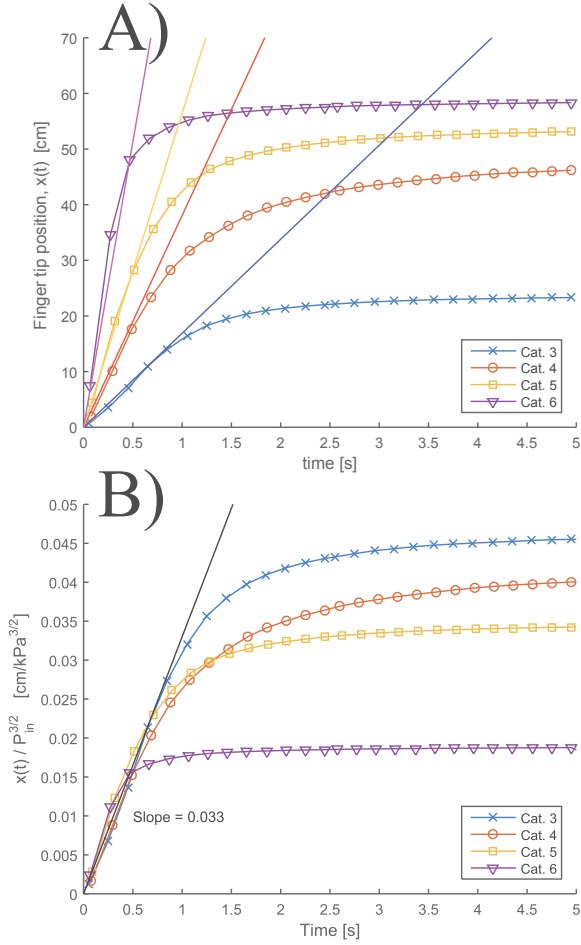 A)
70
60
50
40
30
20
10
0
Finger tip position, x(t) [cm]
0 0.5 1 1.5 2 2.5 3 3.5 4 4.5 5
time [s]
Cat. 3
Cat. 4
Cat. 5
Cat. 6
B)
0.05
0.045
0.04
0.035
0.03
0.025
0.02
0.015
0.01
0.005
0
x(t) / P_in^3/2 [cm/kPa^3/2]
Slope = 0.033
0 0.5 1 1.5 2 2.5 3 3.5 4 4.5 5
Time [s]
Cat. 3
Cat. 4
Cat. 5
Cat. 6